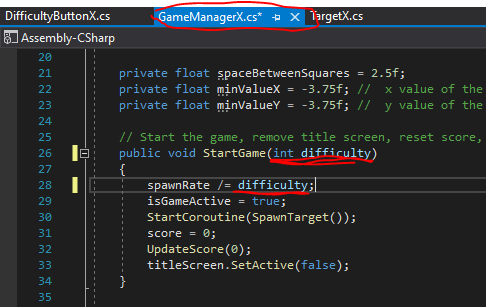 DifficultyButtonX.cs GameManagerX.cs* TargetX.cs
Assembly-CSharp
20
21 private float spaceBetweenSquares = 2.5f;
22 private float minValueX = -3.75f; // x value of the
23 private float minValueY = -3.75f; // y value of the
24
25 // Start the game, remove title screen, reset score,
26 public void StartGame(int difficulty)
27 {
28 spawnRate /= difficulty;
29 isGameActive = true;
30 StartCoroutine(SpawnTarget());
31 score = 0;
32 UpdateScore(0);
33 titleScreen.SetActive(false);
34 }
35